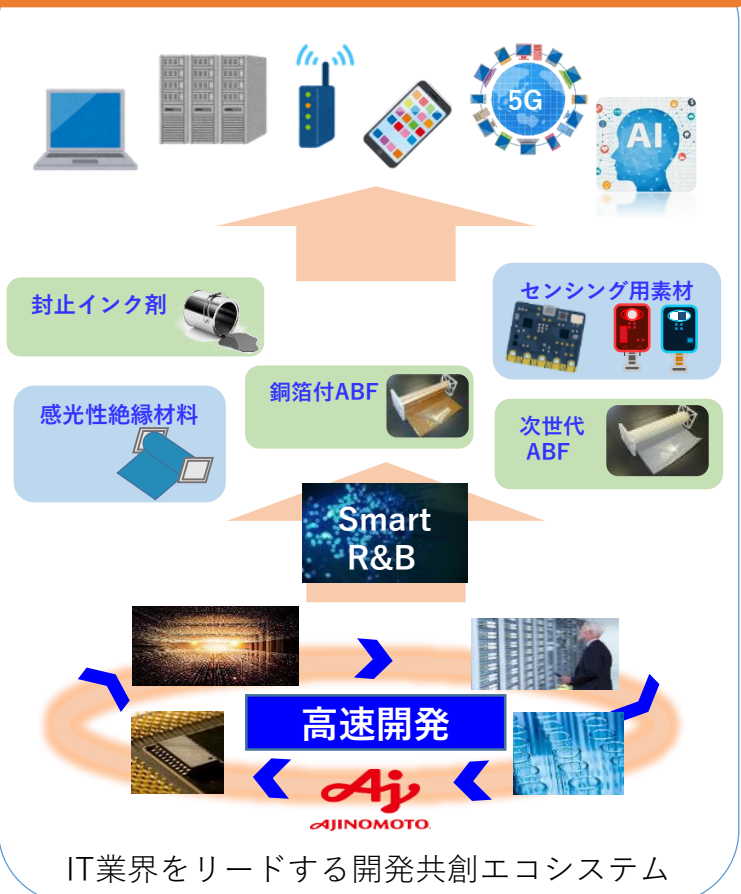 5G
AI
封止インク剤
センシング用素材
銅箔付ABF
感光性絶縁材料
次世代
ABF
Smart
R&B
高速開発
Aj
AJINOMOTO.
IT業界をリードする開発共創エコシステム